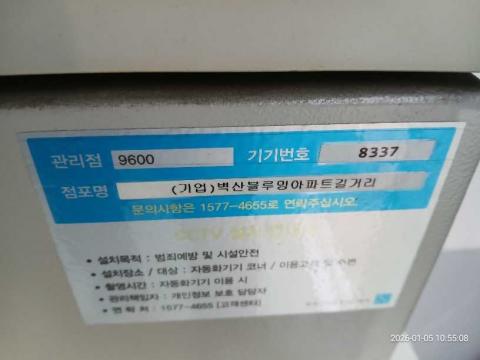 관리점 9600 기기번호 8337
점포명 (기업)벽산블루밍아파트길거리
문의사항은 1577-4655로 연락주십시오.
CCTV
• 설치목적 : 범죄예방 및 시설안전
• 설치장소 / 대상 : 자동화기기 코너 / 이용고객 및 주변
• 촬영시간 : 자동화기기 이용 시
• 관리책임자 : 개인정보 보호 담당자
• 연 락 처 : 1577-4655 [고객센터]
2026-01-05 10:55:08